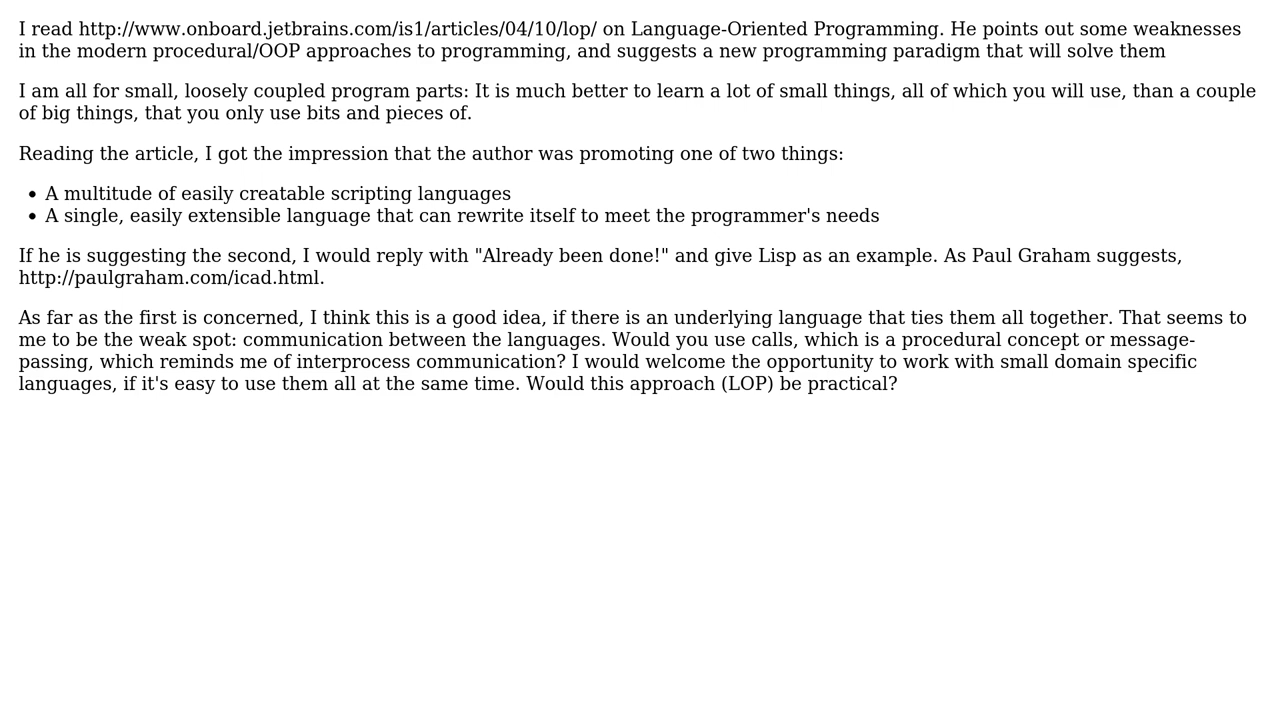 I read http://www.onboard.jetbrains.com/is1/articles/04/10/lop/ on Language-Oriented Programming. He points out some weaknesses
in the modern procedural/OOP approaches to programming, and suggests a new programming paradigm that will solve them
I am all for small, loosely coupled program parts: It is much better to learn a lot of small things, all of which you will use, than a couple
of big things, that you only use bits and pieces of.
Reading the article, I got the impression that the author was promoting one of two things:
• A multitude of easily creatable scripting languages
• A single, easily extensible language that can rewrite itself to meet the programmer's needs
If he is suggesting the second, I would reply with "Already been done!" and give Lisp as an example. As Paul Graham suggests,
http://paulgraham.com/icad.html.
As far as the first is concerned, I think this is a good idea, if there is an underlying language that ties them all together. That seems to
me to be the weak spot: communication between the languages. Would you use calls, which is a procedural concept or message-
passing, which reminds me of interprocess communication? I would welcome the opportunity to work with small domain specific
languages, if it's easy to use them all at the same time. Would this approach (LOP) be practical?